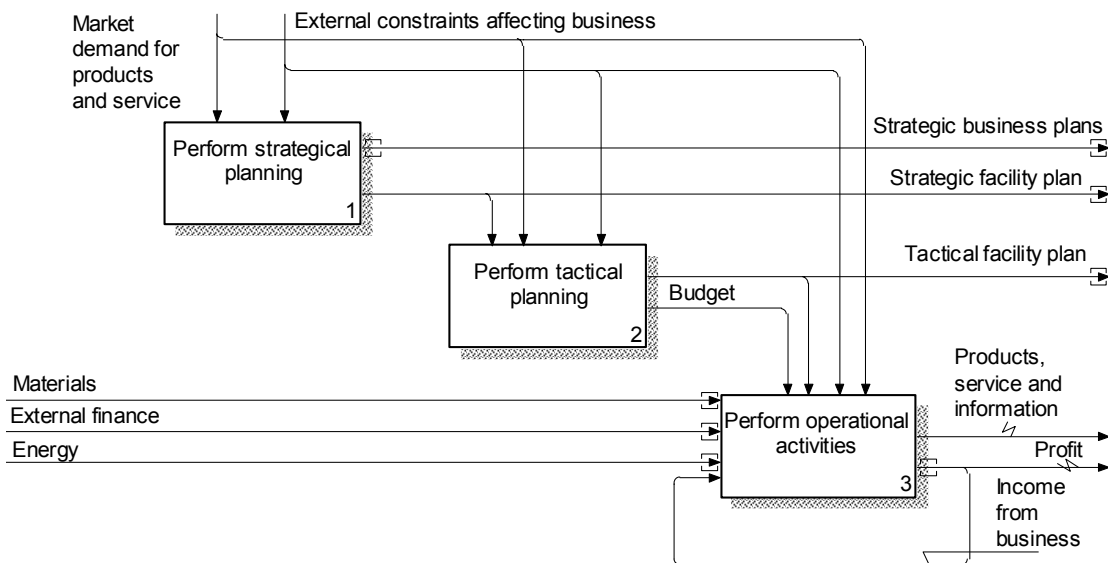 Market
demand for
products
and service
External constraints affecting business
Perform strategical
planning
1
Strategic business plans
Strategic facility plan
Perform tactical
planning
2
Tactical facility plan
Budget
Materials
External finance
Energy
Perform operational
activities
3
Products,
service and
information
Profit
Income
from
business